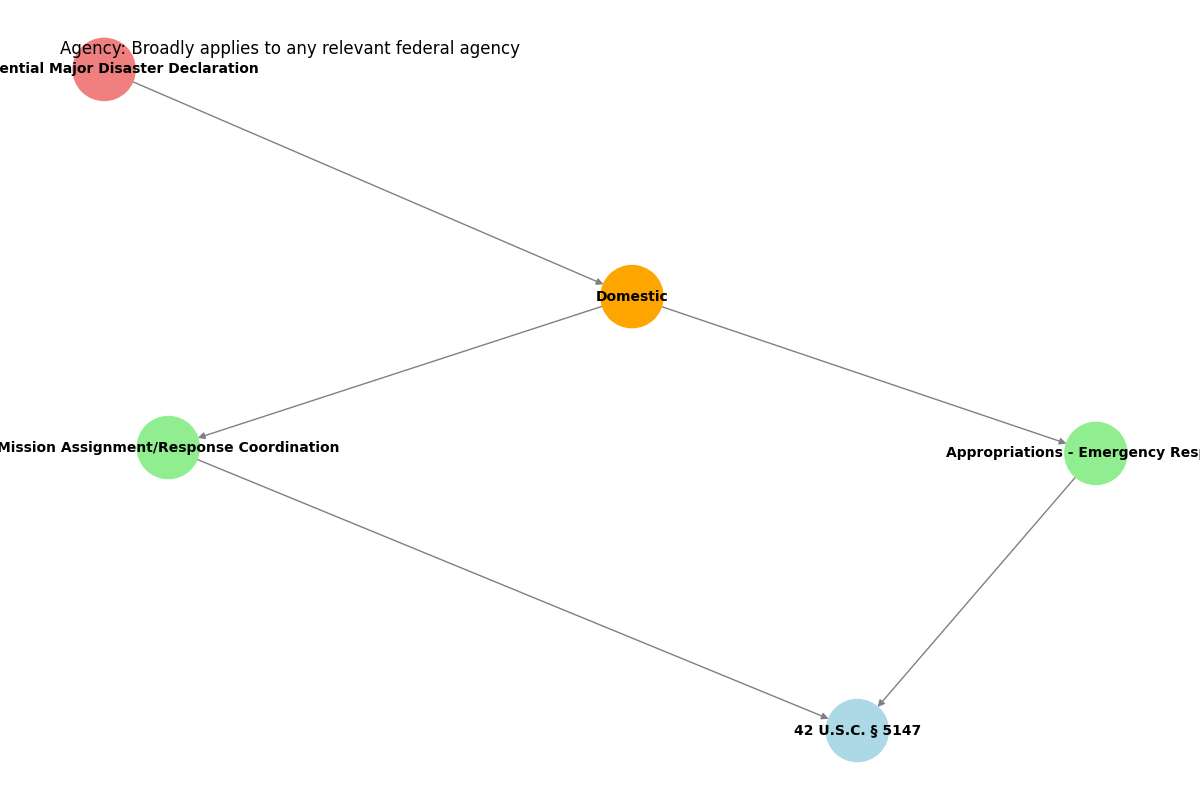 Agency: Broadly applies to any relevant federal agency
ential Major Disaster Declaration
Domestic
Mission Assignment/Response Coordination
Appropriations - Emergency Resp
42 U.S.C. § 5147